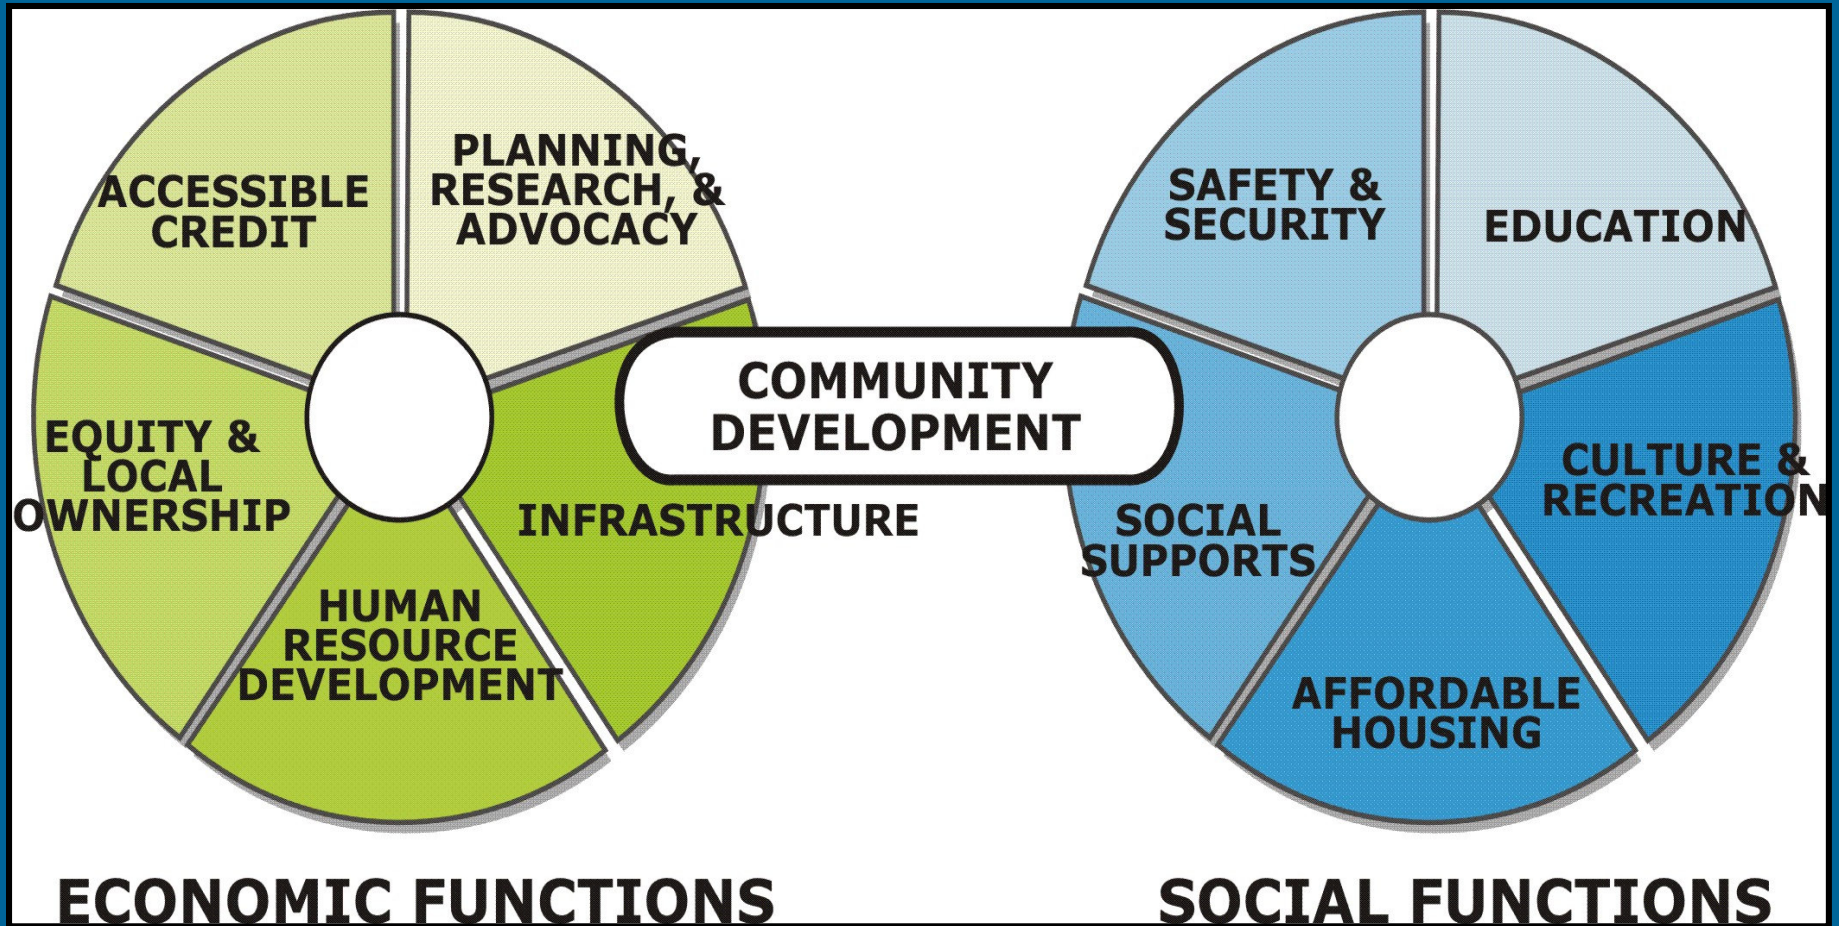 ACCESSIBLE
CREDIT
PLANNING,
RESEARCH, &
ADVOCACY
EQUITY &
LOCAL
OWNERSHIP
INFRASTRUCTURE
HUMAN
RESOURCE
DEVELOPMENT
COMMUNITY
DEVELOPMENT
SAFETY &
SECURITY
EDUCATION
SOCIAL
SUPPORTS
CULTURE &
RECREATION
AFFORDABLE
HOUSING
ECONOMIC FUNCTIONS
SOCIAL FUNCTIONS